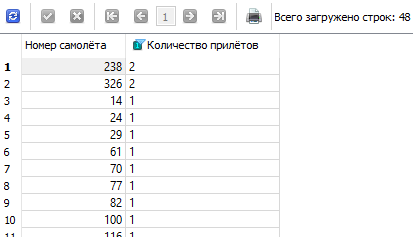 1 Всего загружено строк: 48
Номер самолёта Количество прилётов
1 238 2
2 326 2
3 14 1
4 24 1
5 29 1
6 61 1
7 70 1
8 77 1
9 82 1
10 100 1
11 116 1